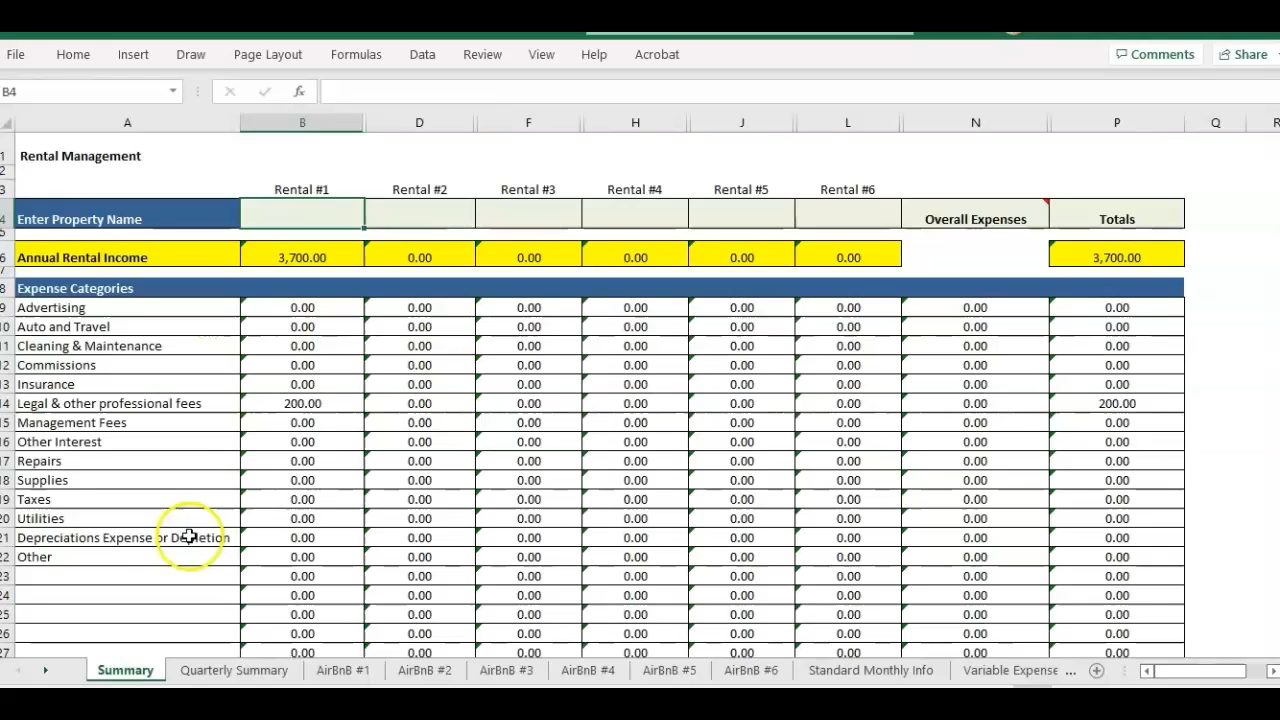 File Home Insert Draw Page Layout Formulas Data Review View Help Acrobat Comments Share
B4 fx
A B D F H J L N P Q R
1 Rental Management
2
3 Rental #1 Rental #2 Rental #3 Rental #4 Rental #5 Rental #6
4 Enter Property Name Overall Expenses Totals
5
6 Annual Rental Income 3,700.00 0.00 0.00 0.00 0.00 0.00 3,700.00
7
8 Expense Categories
9 Advertising 0.00 0.00 0.00 0.00 0.00 0.00 0.00 0.00
10 Auto and Travel 0.00 0.00 0.00 0.00 0.00 0.00 0.00 0.00
11 Cleaning & Maintenance 0.00 0.00 0.00 0.00 0.00 0.00 0.00 0.00
12 Commissions 0.00 0.00 0.00 0.00 0.00 0.00 0.00 0.00
13 Insurance 0.00 0.00 0.00 0.00 0.00 0.00 0.00 0.00
14 Legal & other professional fees 200.00 0.00 0.00 0.00 0.00 0.00 0.00 200.00
15 Management Fees 0.00 0.00 0.00 0.00 0.00 0.00 0.00 0.00
16 Other Interest 0.00 0.00 0.00 0.00 0.00 0.00 0.00 0.00
17 Repairs 0.00 0.00 0.00 0.00 0.00 0.00 0.00 0.00
18 Supplies 0.00 0.00 0.00 0.00 0.00 0.00 0.00 0.00
19 Taxes 0.00 0.00 0.00 0.00 0.00 0.00 0.00 0.00
20 Utilities 0.00 0.00 0.00 0.00 0.00 0.00 0.00 0.00
21 Depreciations Expense or Depletion 0.00 0.00 0.00 0.00 0.00 0.00 0.00 0.00
22 Other 0.00 0.00 0.00 0.00 0.00 0.00 0.00 0.00
23 0.00 0.00 0.00 0.00 0.00 0.00 0.00 0.00
24 0.00 0.00 0.00 0.00 0.00 0.00 0.00 0.00
25 0.00 0.00 0.00 0.00 0.00 0.00 0.00 0.00
26 0.00 0.00 0.00 0.00 0.00 0.00 0.00 0.00
27 0.00 0.00 0.00 0.00 0.00 0.00 0.00 0.00
Summary Quarterly Summary AirBnB #1 AirBnB #2 AirBnB #3 AirBnB #4 AirBnB #5 AirBnB #6 Standard Monthly Info Variable Expense ...